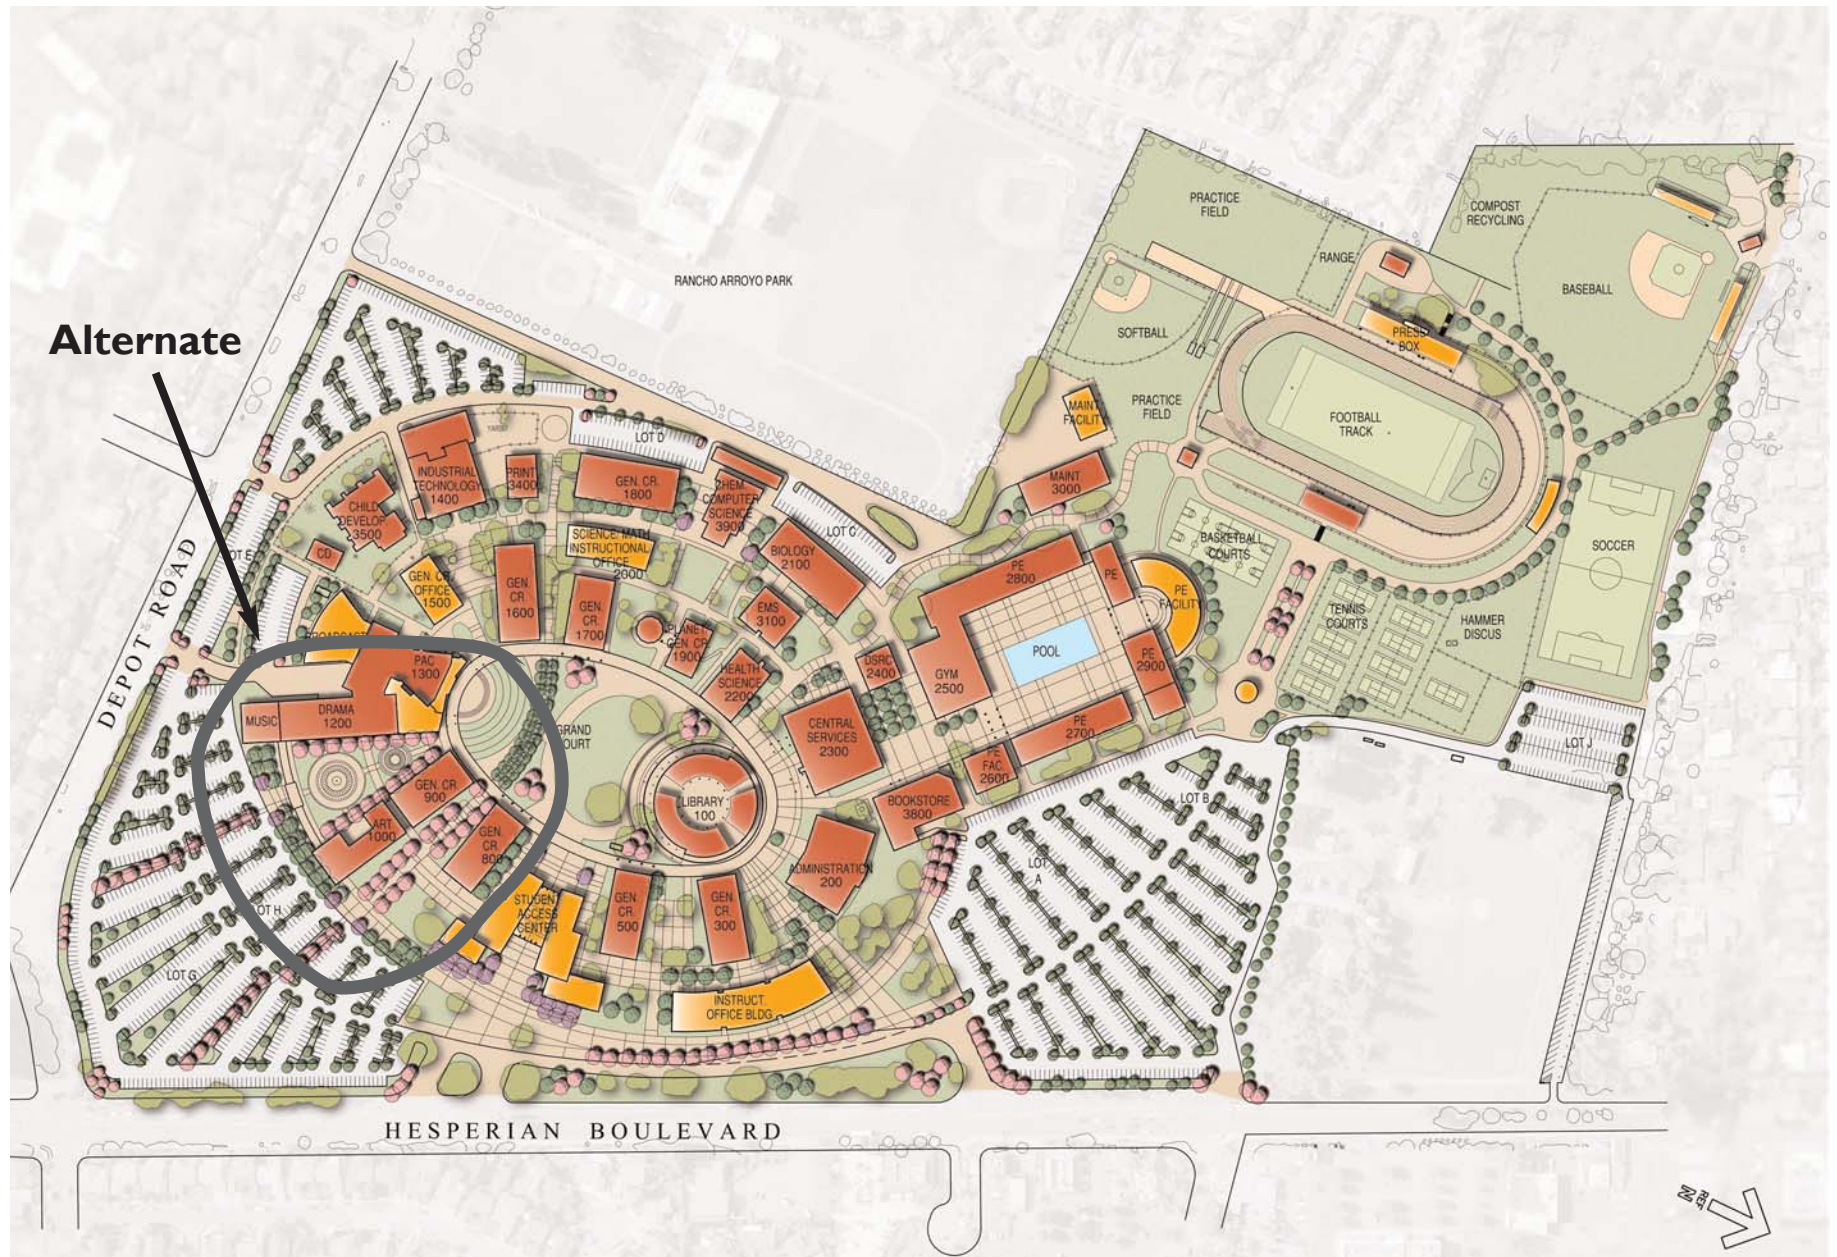 PRACTICE
FIELD
COMPOST
RECYCLING
RANGE
RANCHO ARROYO PARK
BASEBALL
Alternate
SOFTBALL
PRESS
BOX
PRACTICE
FIELD
MAINT
FACILITY
FOOTBALL
TRACK
LOT D
INDUSTRIAL
TECHNOLOGY
1400
PRINT
3400
GEN. CR.
1800
CHEM.
COMPUTER
SCIENCE
3900
MAINT
3000
CHILD
DEVELOP.
3500
LOT C
SCIENCE/MATH
INSTRUCTIONAL
OFFICE
2000
BASKETBALL
COURTS
SOCCER
LOT E
CD
BIOLOGY
2100
PE
2800
PE
PE
FACILITY
GEN. CR.
OFFICE
1500
GEN.
CR.
1600
GEN.
CR.
1700
EMS
3100
TENNIS
COURTS
HAMMER
DISCUS
DEPOT ROAD
BROADCAST
PLANET.
GEN. CR.
1900
PAC
1300
HEALTH
SCIENCE
2200
DSRC
2400
GYM
2500
POOL
PE
2900
MUSIC
DRAMA
1200
GRAND
COURT
CENTRAL
SERVICES
2300
PE
2700
LOT J
PE
FAC.
2600
GEN. CR.
900
LIBRARY
100
BOOKSTORE
3800
LOT B
ART
1000
GEN.
CR.
800
ADMINISTRATION
200
LOT
A
LOT H
STUDENT
ACCESS
CENTER
GEN.
CR.
500
GEN.
CR.
300
LOT G
INSTRUCT.
OFFICE BLDG
HESPERIAN BOULEVARD
REF
N